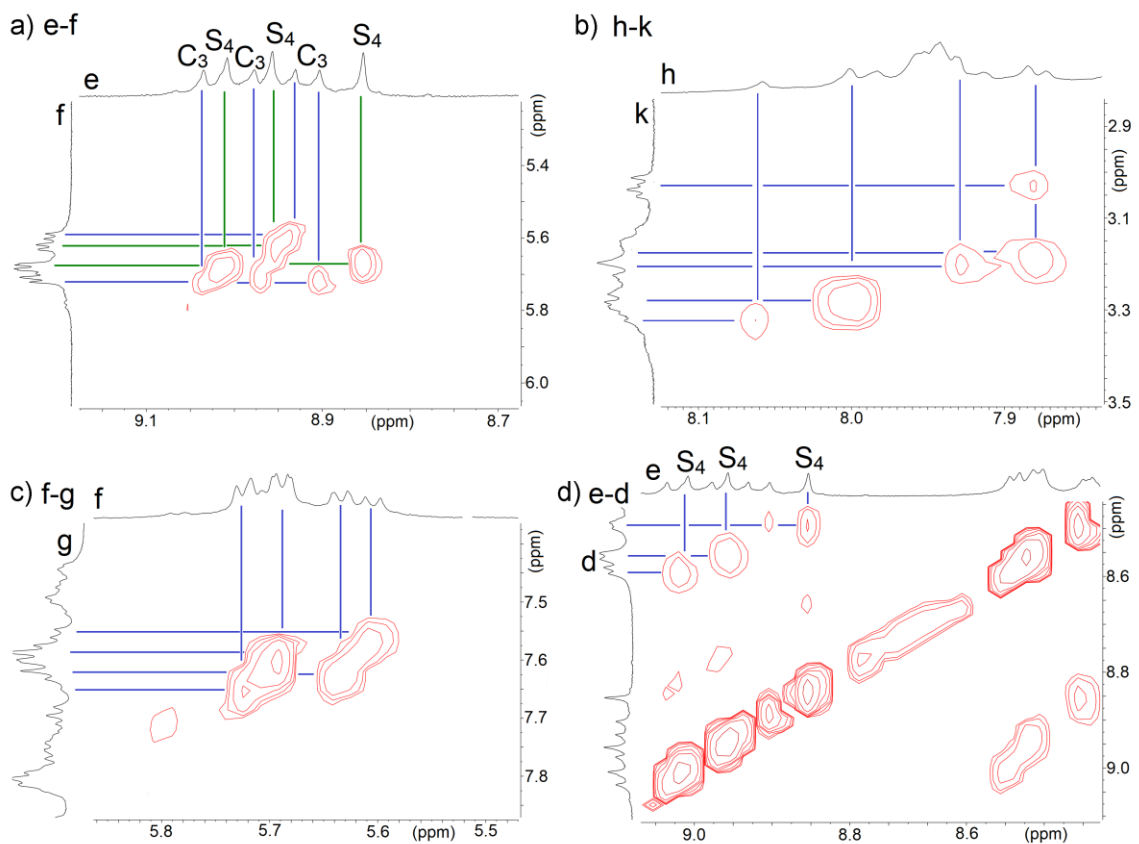 a) e-f
C₃ S₄ C₃ S₄ C₃ S₄
e
f
(ppm)
5.4
5.6
5.8
6.0
9.1 8.9 (ppm) 8.7
b) h-k
h
k
2.9
(ppm)
3.1
3.3
3.5
8.1 (ppm) 8.0 7.9
c) f-g
f
g
(ppm)
7.5
7.6
7.7
7.8
5.8 5.7 5.6 (ppm) 5.5
d) e-d
e S₄ S₄ S₄
d
(ppm)
8.6
8.8
9.0
9.0 8.8 8.6 (ppm)